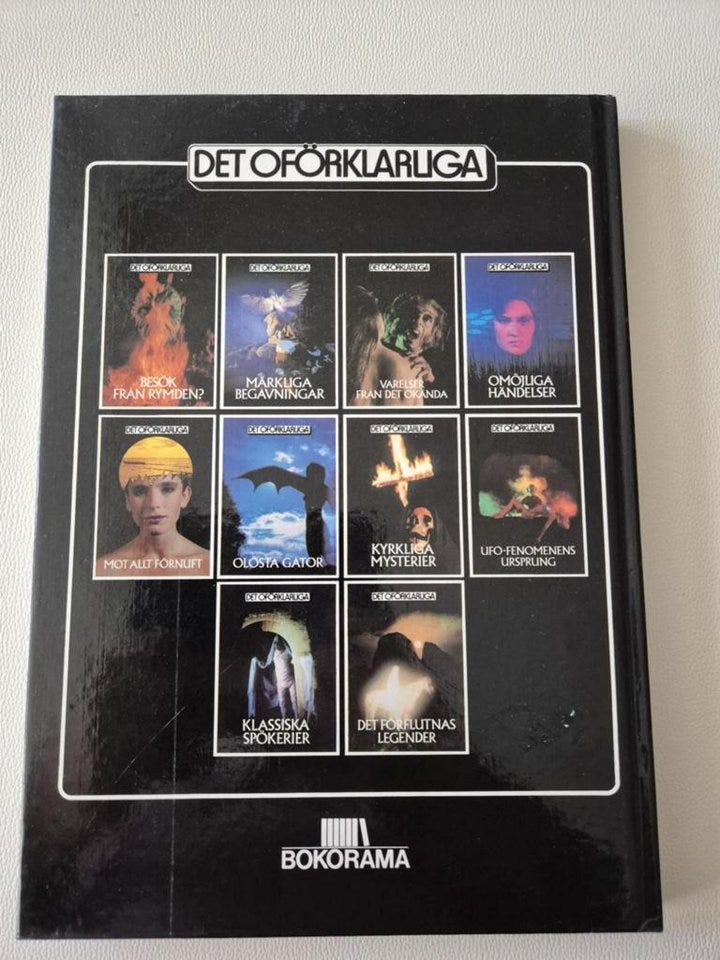 DET OFÖRKLARLIGA
DET OFÖRKLARLIGA
BESÖK
FRÅN RYMDEN?
DET OFÖRKLARLIGA
MÄRKLIGA
BEGÅVNINGAR
DET OFÖRKLARLIGA
VARELSER
FRÅN DET OKÄNDA
DET OFÖRKLARLIGA
OMÖJLIGA
HÄNDELSER
DET OFÖRKLARLIGA
MOT ALLT FÖRNUFT
DET OFÖRKLARLIGA
OLÖSTA GÅTOR
DET OFÖRKLARLIGA
KYRKLIGA
MYSTERIER
DET OFÖRKLARLIGA
UFO-FENOMENENS
URSPRUNG
DET OFÖRKLARLIGA
KLASSISKA
SPÖKERIER
DET OFÖRKLARLIGA
DET FÖRFLUTNAS
LEGENDER
BOKORAMA